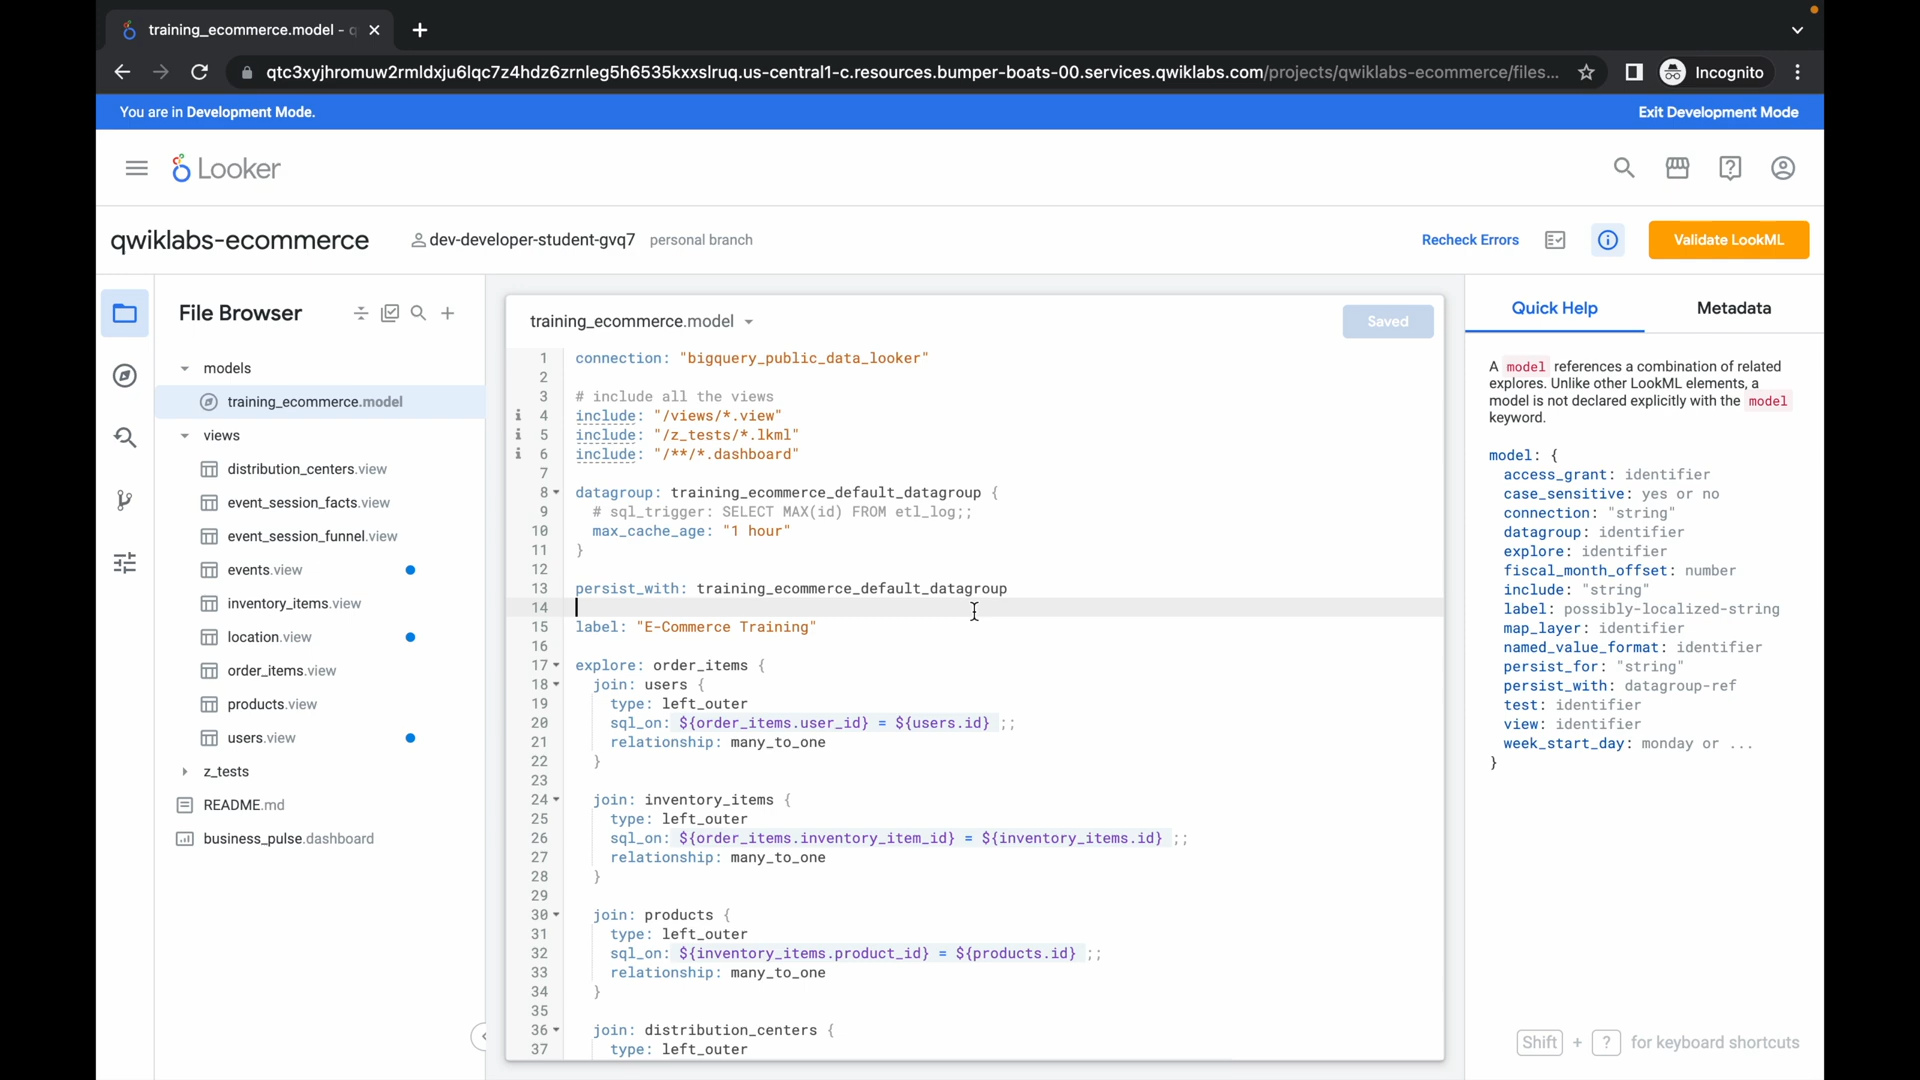 training_ecommerce.model - q
qtc3xyjhromuw2rmldxju6lqc7z4hdz6zrnleg5h6535kxxslruq.us-central1-c.resources.bumper-boats-00.services.qwiklabs.com/projects/qwiklabs-ecommerce/files...
Incognito
You are in Development Mode.
Exit Development Mode
Looker
qwiklabs-ecommerce
dev-developer-student-gvq7 personal branch
Recheck Errors
Validate LookML
File Browser
models
training_ecommerce.model
views
distribution_centers.view
event_session_facts.view
event_session_funnel.view
events.view
inventory_items.view
location.view
order_items.view
products.view
users.view
z_tests
README.md
business_pulse.dashboard
training_ecommerce.model
Saved
1 connection: "bigquery_public_data_looker"
2
3 # include all the views
4 include: "/views/*.view"
5 include: "/z_tests/*.lkml"
6 include: "/**/*.dashboard"
7
8 datagroup: training_ecommerce_default_datagroup {
9 # sql_trigger: SELECT MAX(id) FROM etl_log;;
10 max_cache_age: "1 hour"
11 }
12
13 persist_with: training_ecommerce_default_datagroup
14
15 label: "E-Commerce Training"
16
17 explore: order_items {
18 join: users {
19 type: left_outer
20 sql_on: ${order_items.user_id} = ${users.id} ;;
21 relationship: many_to_one
22 }
23
24 join: inventory_items {
25 type: left_outer
26 sql_on: ${order_items.inventory_item_id} = ${inventory_items.id} ;;
27 relationship: many_to_one
28 }
29
30 join: products {
31 type: left_outer
32 sql_on: ${inventory_items.product_id} = ${products.id} ;;
33 relationship: many_to_one
34 }
35
36 join: distribution_centers {
37 type: left_outer
Quick Help
Metadata
A model references a combination of related
explores. Unlike other LookML elements, a
model is not declared explicitly with the model
keyword.
model: {
access_grant: identifier
case_sensitive: yes or no
connection: "string"
datagroup: identifier
explore: identifier
fiscal_month_offset: number
include: "string"
label: possibly-localized-string
map_layer: identifier
named_value_format: identifier
persist_for: "string"
persist_with: datagroup-ref
test: identifier
view: identifier
week_start_day: monday or ...
}
Shift + ? for keyboard shortcuts